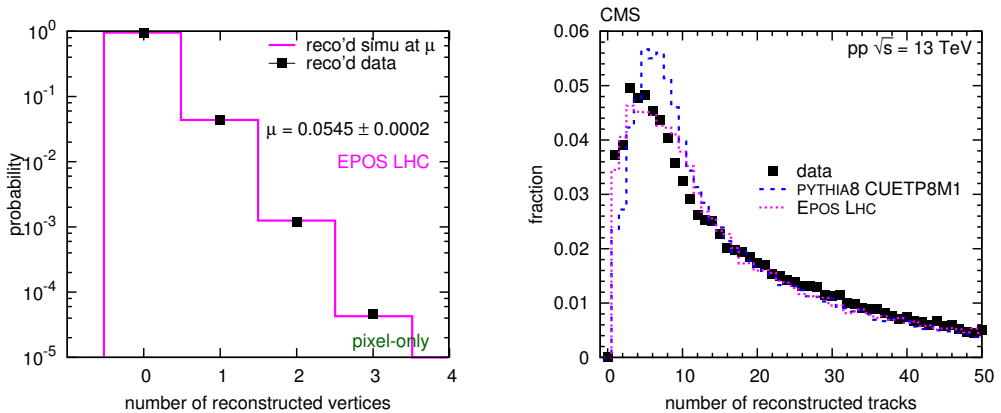 10^0
10^-1
10^-2
10^-3
10^-4
10^-5
probability
reco'd simu at μ
reco'd data
μ = 0.0545 ± 0.0002
EPOS LHC
pixel-only
0 1 2 3 4
number of reconstructed vertices
CMS
pp √s = 13 TeV
0.06
0.05
0.04
0.03
0.02
0.01
0
fraction
data
PYTHIA8 CUETP8M1
EPOS LHC
0 10 20 30 40 50
number of reconstructed tracks